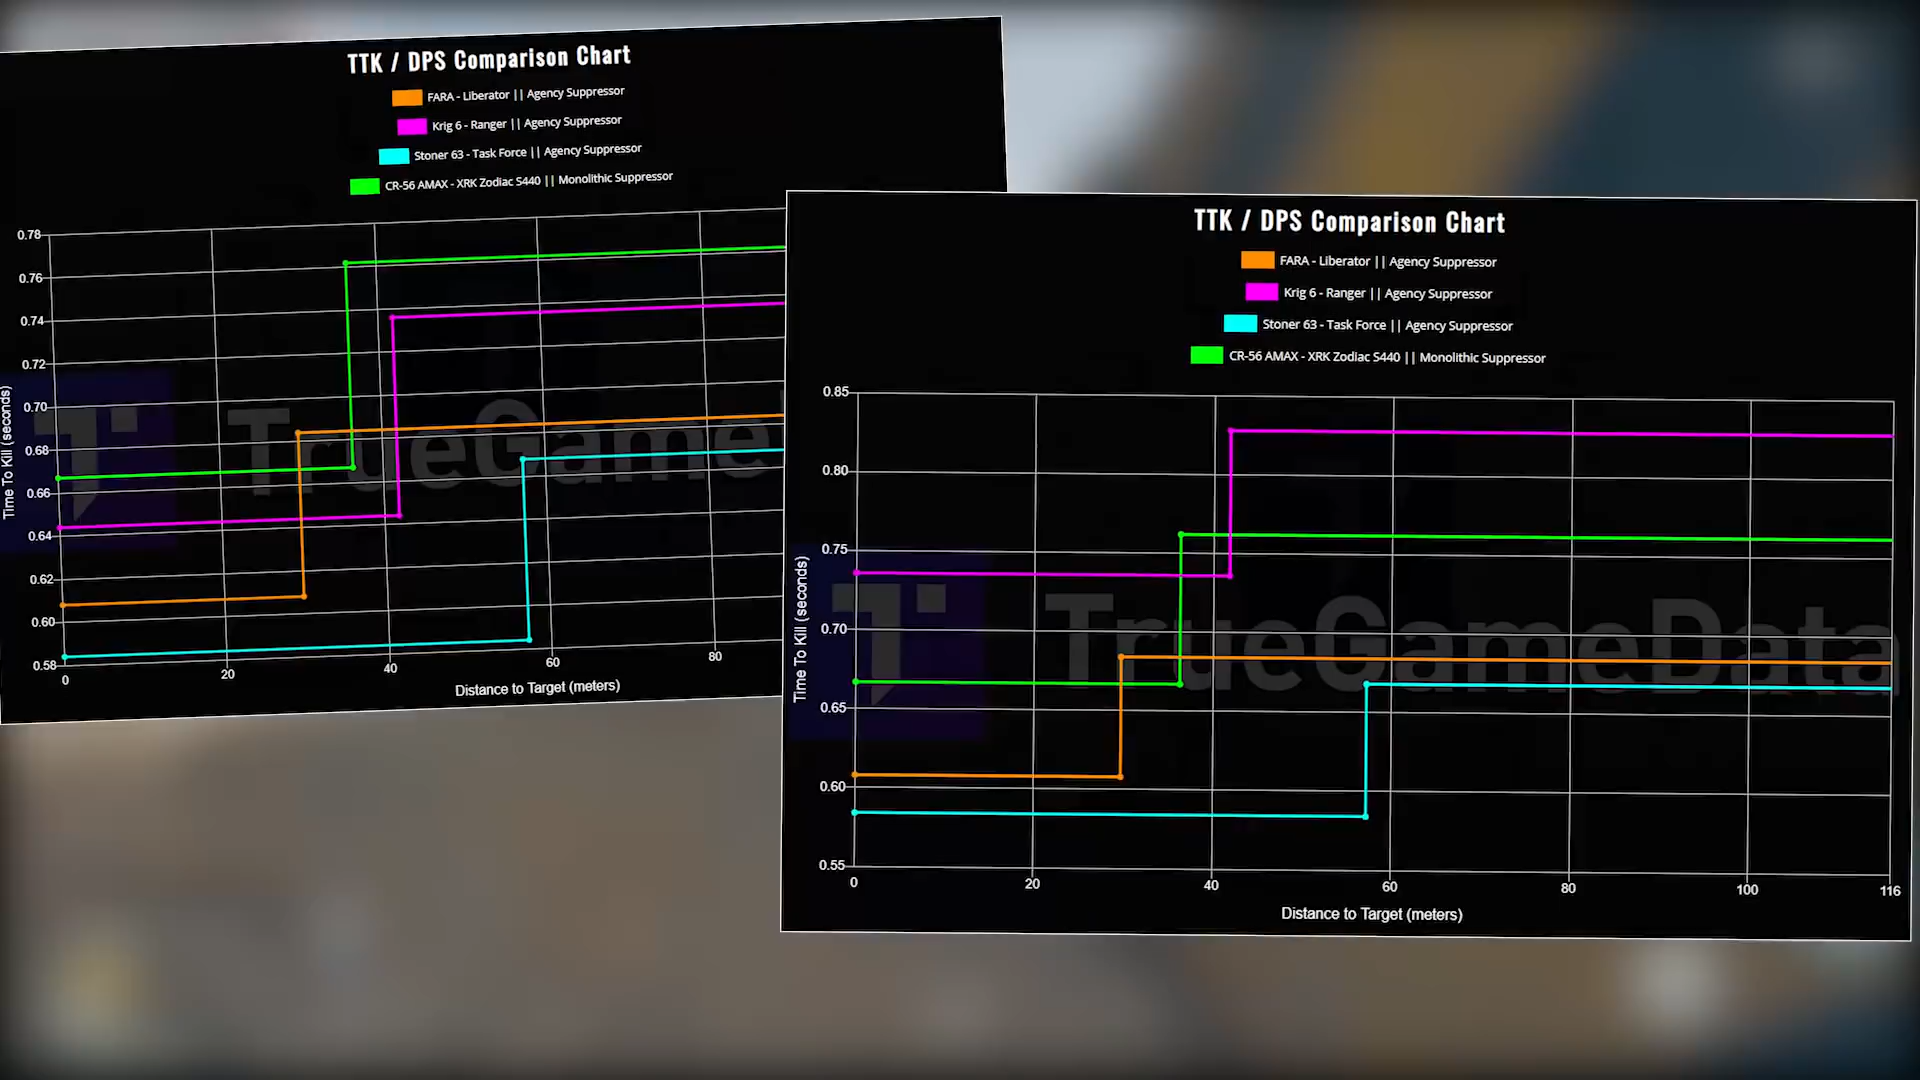 TTK / DPS Comparison Chart
FARA - Liberator || Agency Suppressor
Krig 6 - Ranger || Agency Suppressor
Stoner 63 - Task Force || Agency Suppressor
CR-56 AMAX - XRK Zodiac S440 || Monolithic Suppressor
0.78
0.76
0.74
0.72
0.70
0.68
0.66
0.64
0.62
0.60
0.58
Time To Kill (seconds)
TrueGame
0
20
40
60
80
Distance to Target (meters)
TTK / DPS Comparison Chart
FARA - Liberator || Agency Suppressor
Krig 6 - Ranger || Agency Suppressor
Stoner 63 - Task Force || Agency Suppressor
CR-56 AMAX - XRK Zodiac S440 || Monolithic Suppressor
0.85
0.80
0.75
0.70
0.65
0.60
0.55
Time To Kill (seconds)
TrueGameData
0
20
40
60
80
100
116
Distance to Target (meters)